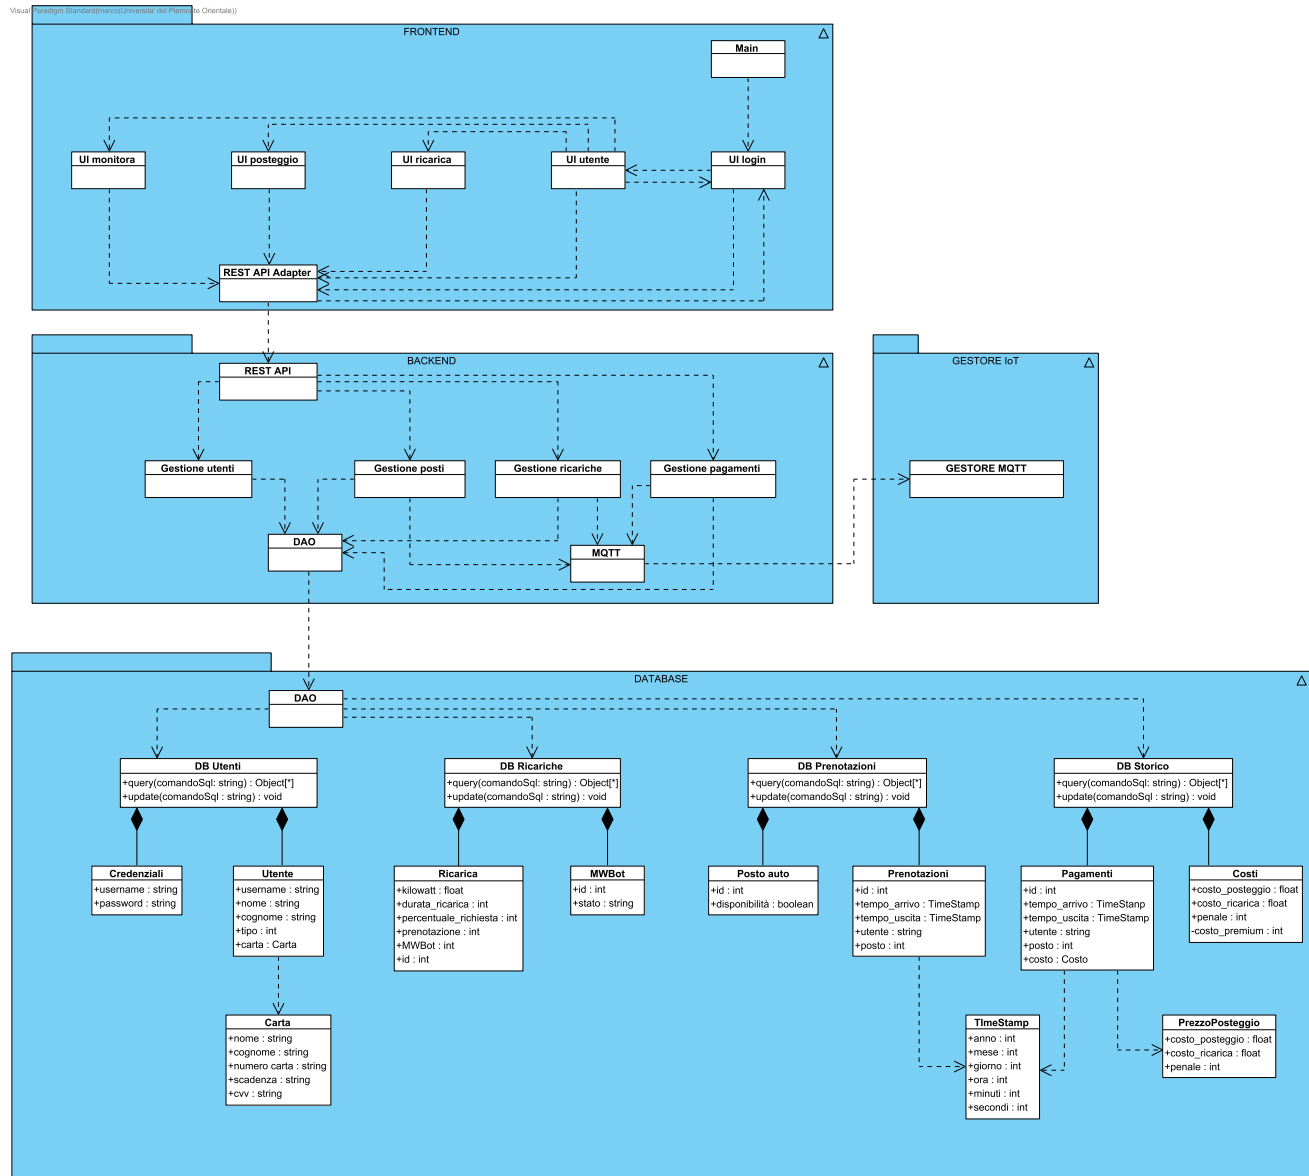 Visual Paradigm Standard(marco(Universita' del Piemonte Orientale))
FRONTEND
Main
UI monitora
UI posteggio
UI ricarica
UI utente
UI login
REST API Adapter
BACKEND
REST API
Gestione utenti
Gestione posti
Gestione ricariche
Gestione pagamenti
DAO
MQTT
GESTORE IoT
GESTORE MQTT
DATABASE
DAO
DB Utenti
+query(comandoSql: string) : Object[*]
+update(comandoSql : string) : void
DB Ricariche
+query(comandoSql: string) : Object[*]
+update(comandoSql : string) : void
DB Prenotazioni
+query(comandoSql: string) : Object[*]
+update(comandoSql : string) : void
DB Storico
+query(comandoSql: string) : Object[*]
+update(comandoSql : string) : void
Credenziali
+username : string
+password : string
Utente
+username : string
+nome : string
+cognome : string
+tipo : int
+carta : Carta
Ricarica
+kilowatt : float
+durata_ricarica : int
+percentuale_richiesta : int
+prenotazione : int
+MWBot : int
+id : int
MWBot
+id : int
+stato : string
Posto auto
+id : int
+disponibilità : boolean
Prenotazioni
+id : int
+tempo_arrivo : TimeStamp
+tempo_uscita : TimeStamp
+utente : string
+posto : int
Pagamenti
+id : int
+tempo_arrivo : TimeStanp
+tempo_uscita : TimeStamp
+utente : string
+posto : int
+costo : Costo
Costi
+costo_posteggio : float
+costo_ricarica : float
+penale : int
-costo_premium : int
Carta
+nome : string
+cognome : string
+numero carta : string
+scadenza : string
+cvv : string
TImeStamp
+anno : int
+mese : int
+giorno : int
+ora : int
+minuti : int
+secondi : int
PrezzoPosteggio
+costo_posteggio : float
+costo_ricarica : float
+penale : int